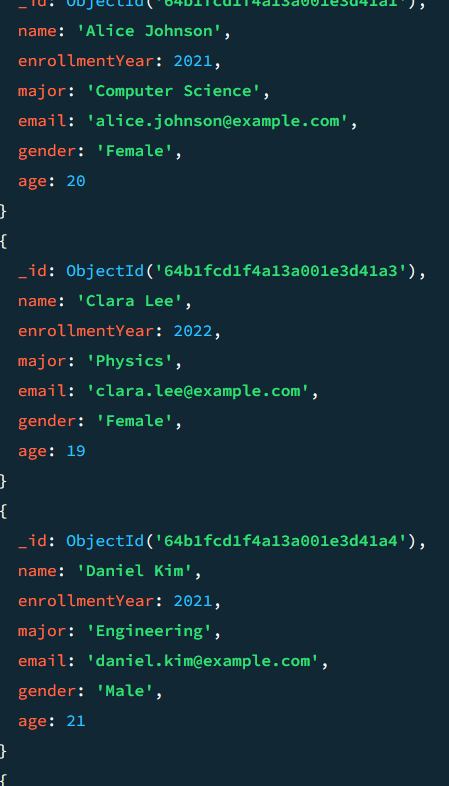 _id: ObjectId('64b1fcd1f4a13a001e3d41a1'),
name: 'Alice Johnson',
enrollmentYear: 2021,
major: 'Computer Science',
email: 'alice.johnson@example.com',
gender: 'Female',
age: 20
}
{
_id: ObjectId('64b1fcd1f4a13a001e3d41a3'),
name: 'Clara Lee',
enrollmentYear: 2022,
major: 'Physics',
email: 'clara.lee@example.com',
gender: 'Female',
age: 19
}
{
_id: ObjectId('64b1fcd1f4a13a001e3d41a4'),
name: 'Daniel Kim',
enrollmentYear: 2021,
major: 'Engineering',
email: 'daniel.kim@example.com',
gender: 'Male',
age: 21
}
{